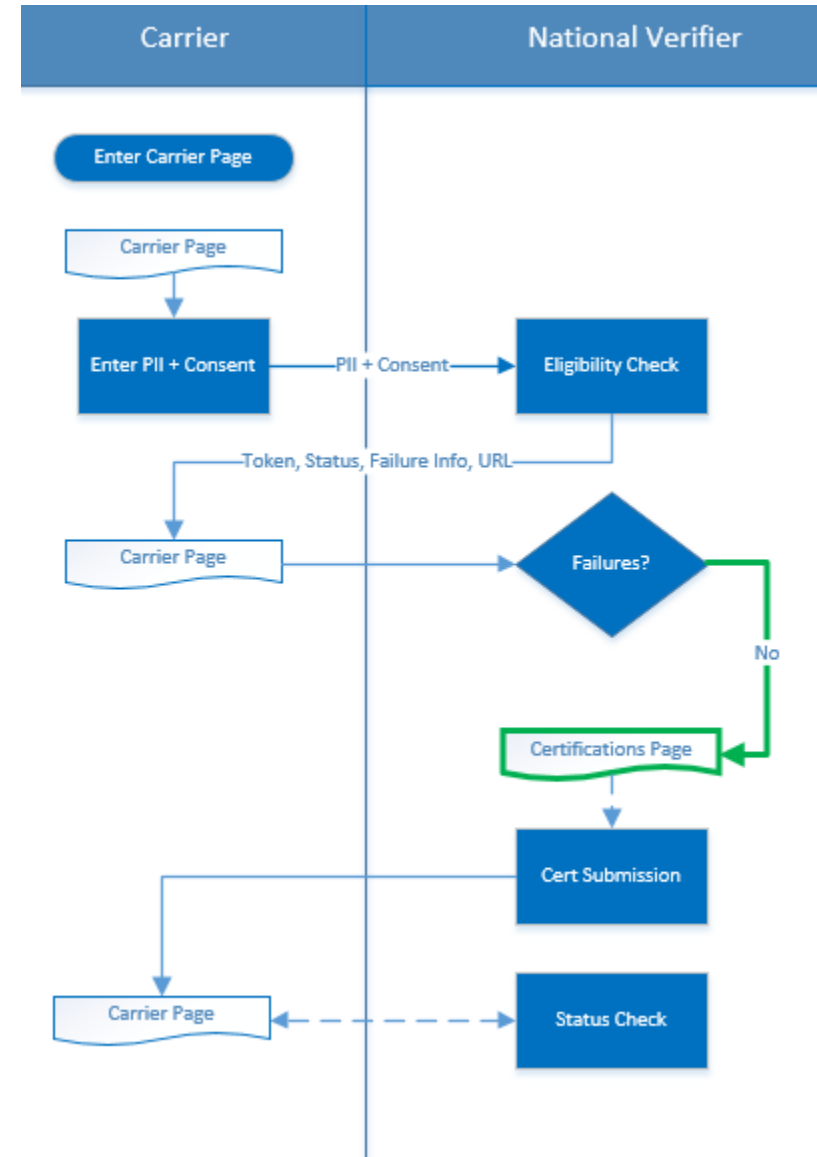 Carrier
National Verifier
Enter Carrier Page
Carrier Page
Enter PII + Consent
PII + Consent
Eligibility Check
Token, Status, Failure Info, URL
Carrier Page
Failures?
No
Certifications Page
Cert Submission
Carrier Page
Status Check